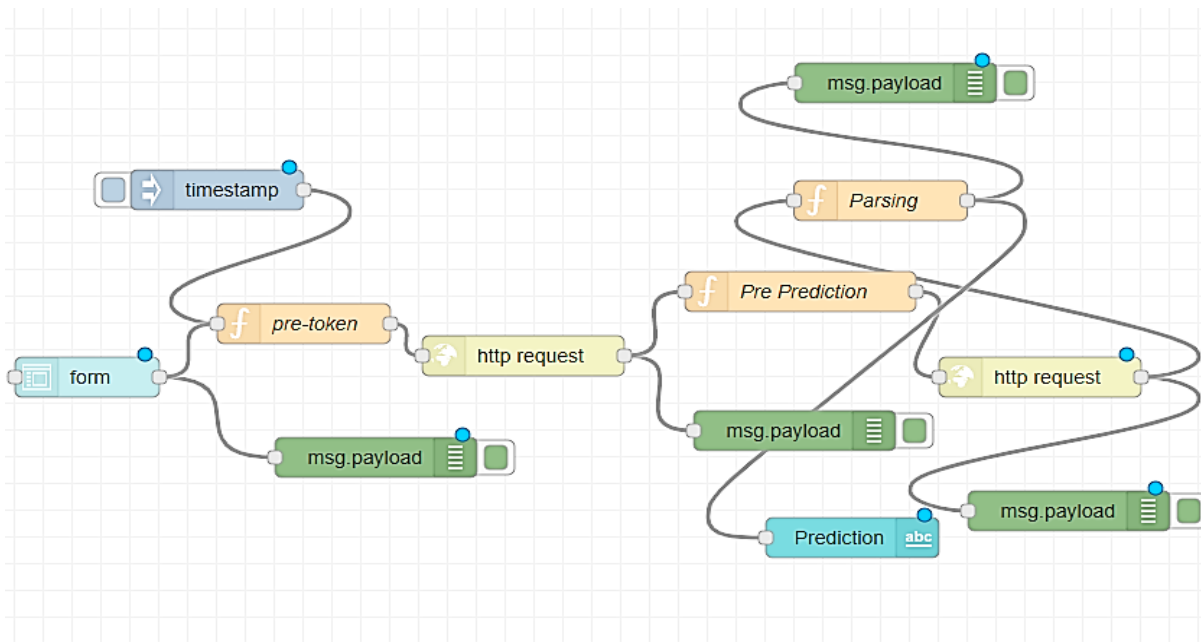 msg.payload
timestamp
Parsing
Pre Prediction
pre-token
http request
form
http request
msg.payload
msg.payload
msg.payload
Prediction
abc